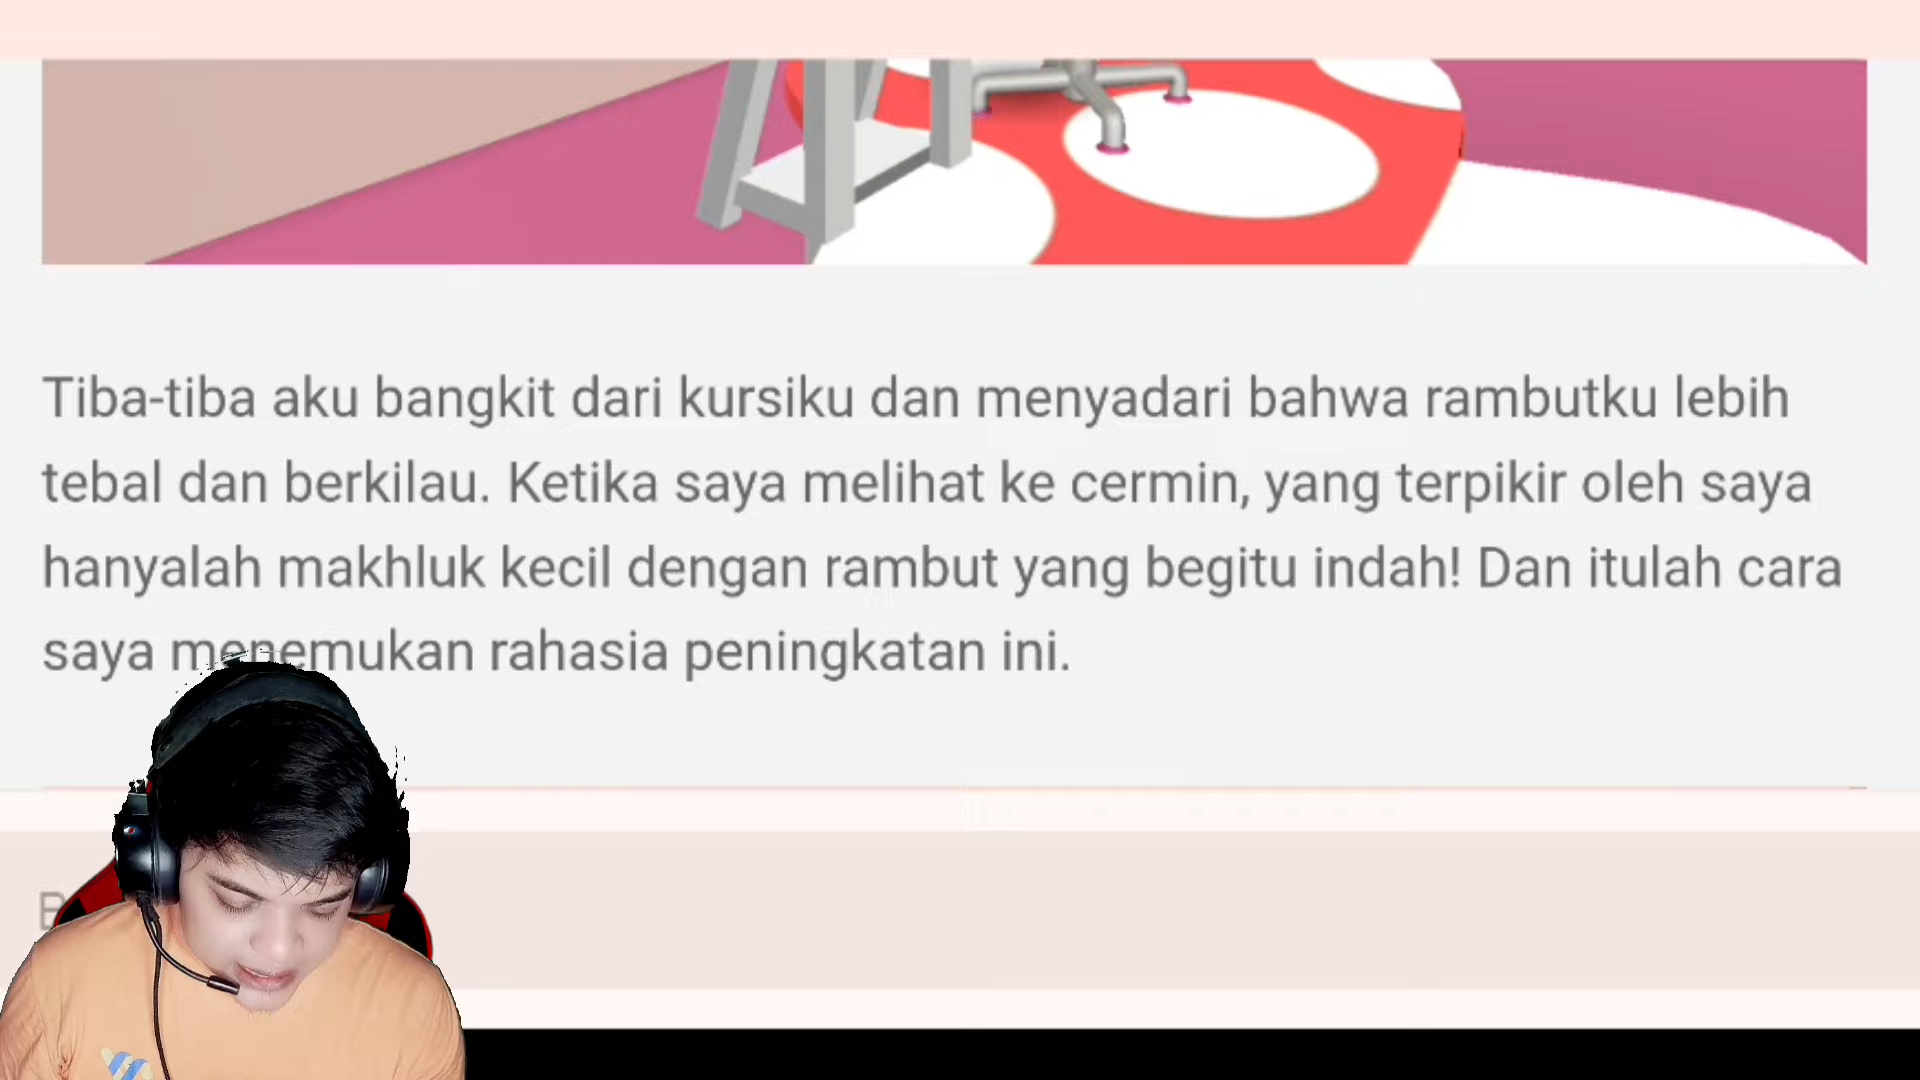 Tiba-tiba aku bangkit dari kursiku dan menyadari bahwa rambutku lebih
tebal dan berkilau. Ketika saya melihat ke cermin, yang terpikir oleh saya
hanyalah makhluk kecil dengan rambut yang begitu indah! Dan itulah cara
saya menemukan rahasia peningkatan ini.